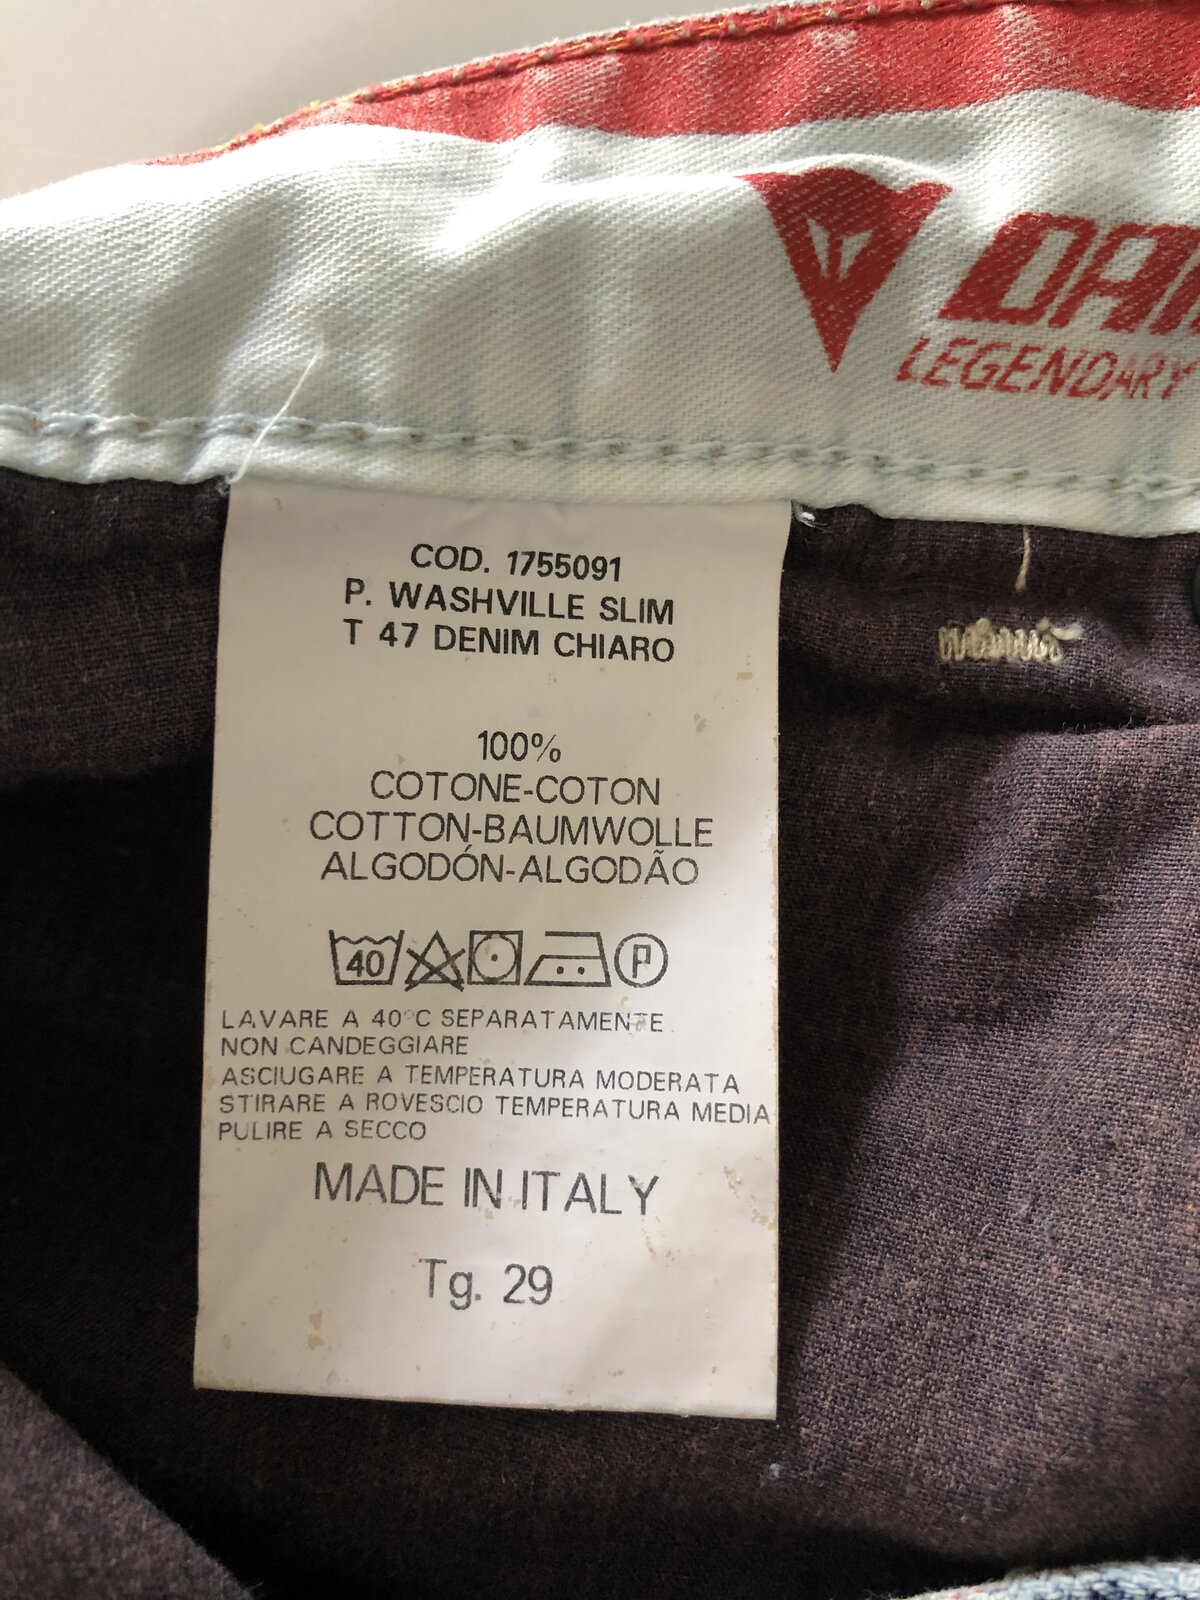 LEGENDARY
COD. 1755091
P. WASHVILLE SLIM
T 47 DENIM CHIARO
100%
COTONE-COTON
COTTON-BAUMWOLLE
ALGODÓN-ALGODÃO
40 P
LAVARE A 40°C SEPARATAMENTE
NON CANDEGGIARE
ASCIUGARE A TEMPERATURA MODERATA
STIRARE A ROVESCIO TEMPERATURA MEDIA
PULIRE A SECCO
MADE IN ITALY
Tg. 29